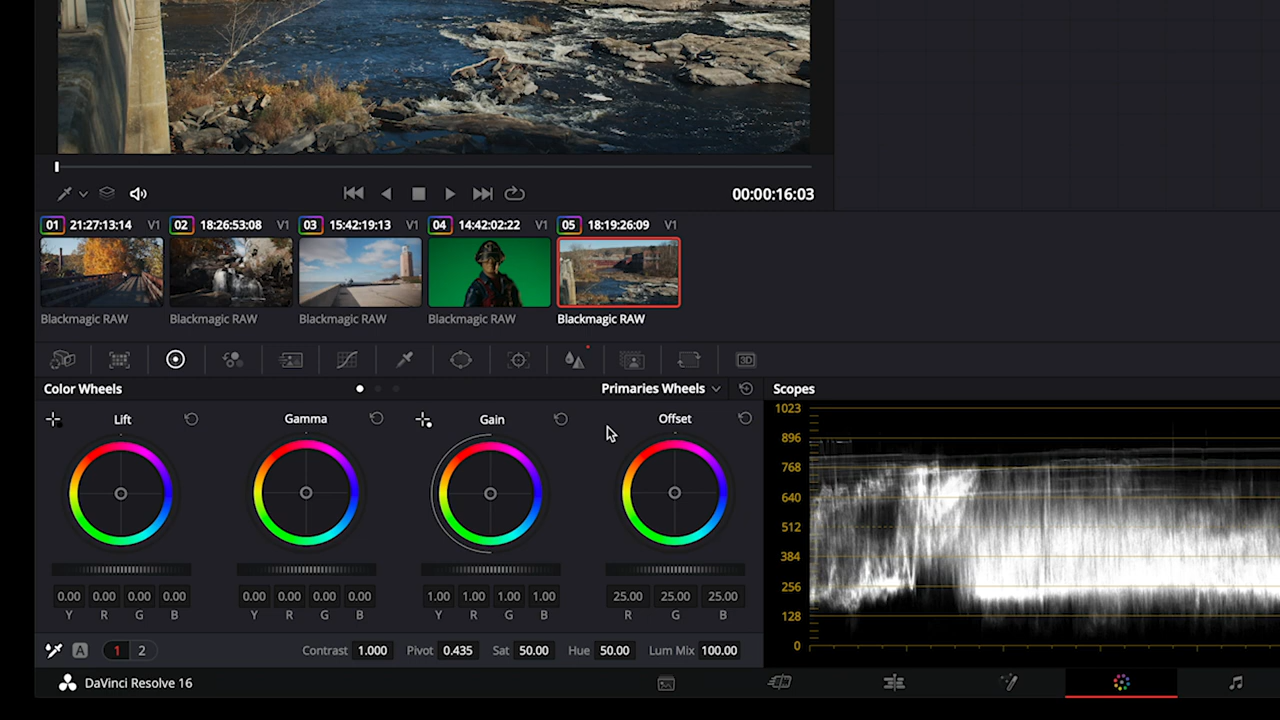 00:00:16:03
01 21:27:13:14 V1 02 18:26:53:08 V1 03 15:42:19:13 V1 04 14:42:02:22 V1 05 18:19:26:09 V1
Blackmagic RAW Blackmagic RAW Blackmagic RAW Blackmagic RAW Blackmagic RAW
3D
Color Wheels Primaries Wheels Scopes
Lift Gamma Gain Offset
1023
896
768
640
512
384
256
128
0
0.00 0.00 0.00 0.00 0.00 0.00 0.00 0.00 1.00 1.00 1.00 1.00 25.00 25.00 25.00
Y R G B Y R G B Y R G B R G B
A 1 2 Contrast 1.000 Pivot 0.435 Sat 50.00 Hue 50.00 Lum Mix 100.00
DaVinci Resolve 16